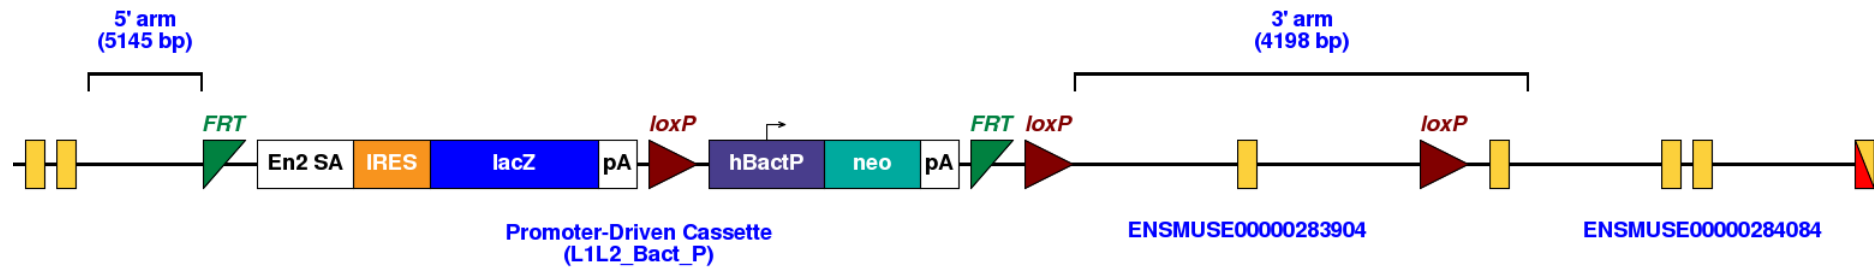 5' arm
(5145 bp)
3' arm
(4198 bp)
FRT
loxP
FRT
loxP
loxP
En2 SA
IRES
lacZ
pA
hBactP
neo
pA
Promoter-Driven Cassette
(L1L2_Bact_P)
ENSMUSE00000283904
ENSMUSE00000284084